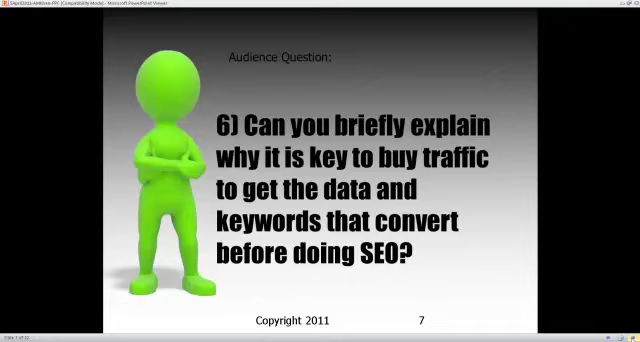 Audience Question:
6) Can you briefly explain
why it is key to buy traffic
to get the data and
keywords that convert
before doing SEO?
Copyright 2011 7